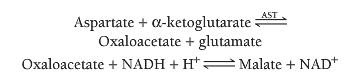 Aspartate + α-ketoglutarate ⇌ AST
Oxaloacetate + glutamate
Oxaloacetate + NADH + H⁺ ⇌ Malate + NAD⁺